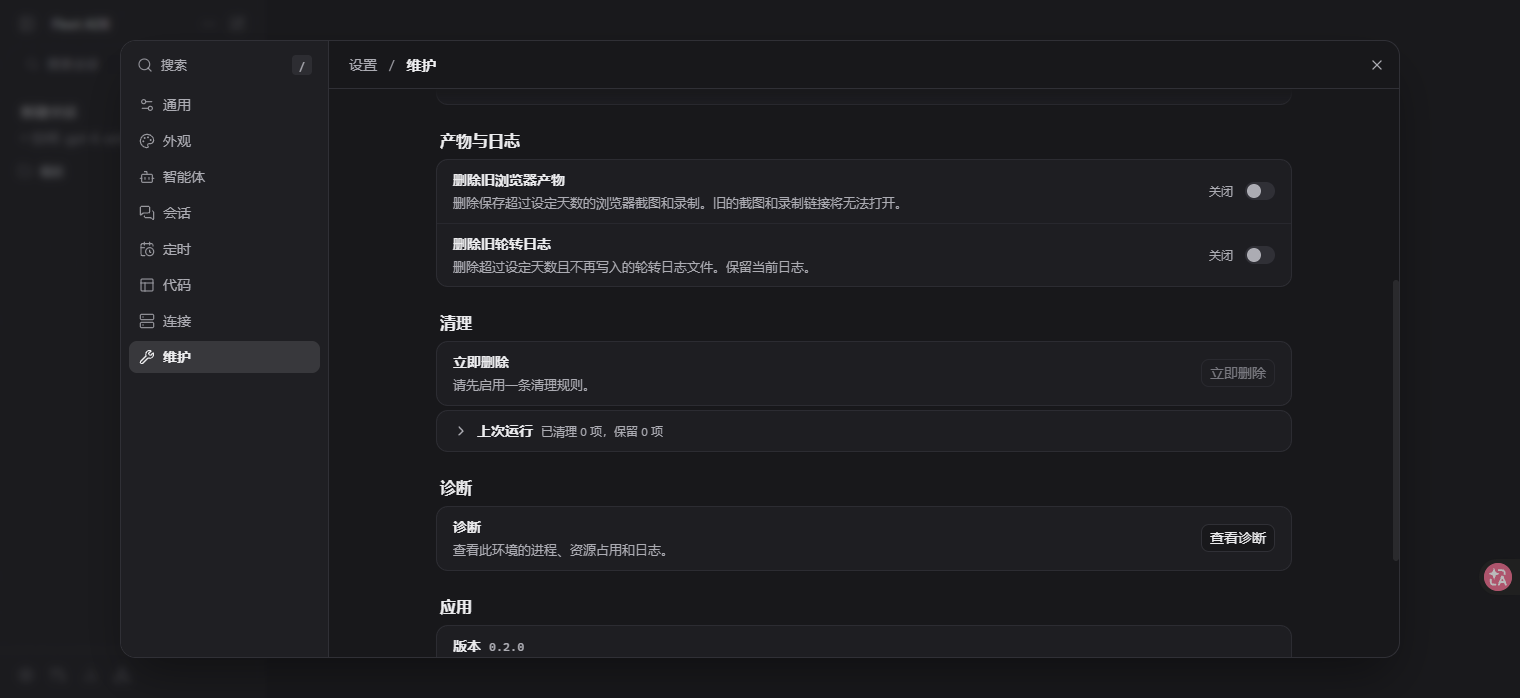 搜索
/
通用
外观
智能体
会话
定时
代码
连接
维护
设置 / 维护
产物与日志
删除旧浏览器产物
删除保存超过设定天数的浏览器截图和录制。旧的截图和录制链接将无法打开。
关闭
删除旧轮转日志
删除超过设定天数且不再写入的轮转日志文件。保留当前日志。
关闭
清理
立即删除
请先启用一条清理规则。
立即删除
上次运行 已清理 0 项，保留 0 项
诊断
诊断
查看此环境的进程、资源占用和日志。
查看诊断
应用
版本 0.2.0